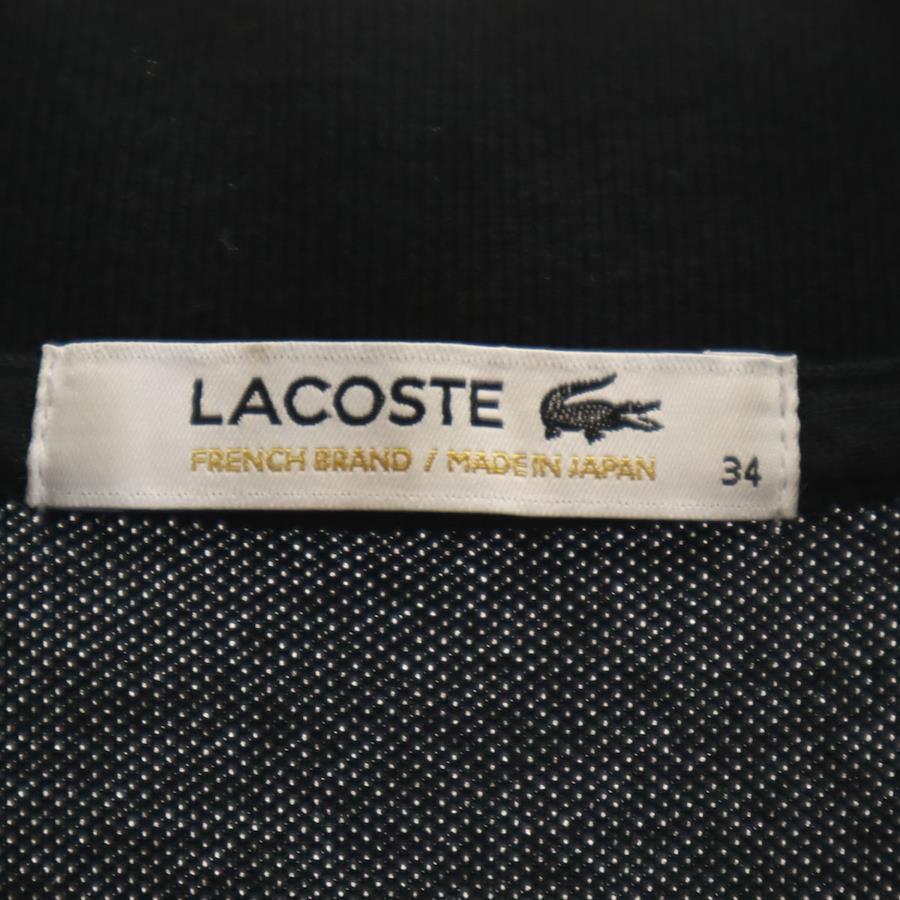 LACOSTE
FRENCH BRAND / MADE IN JAPAN
34